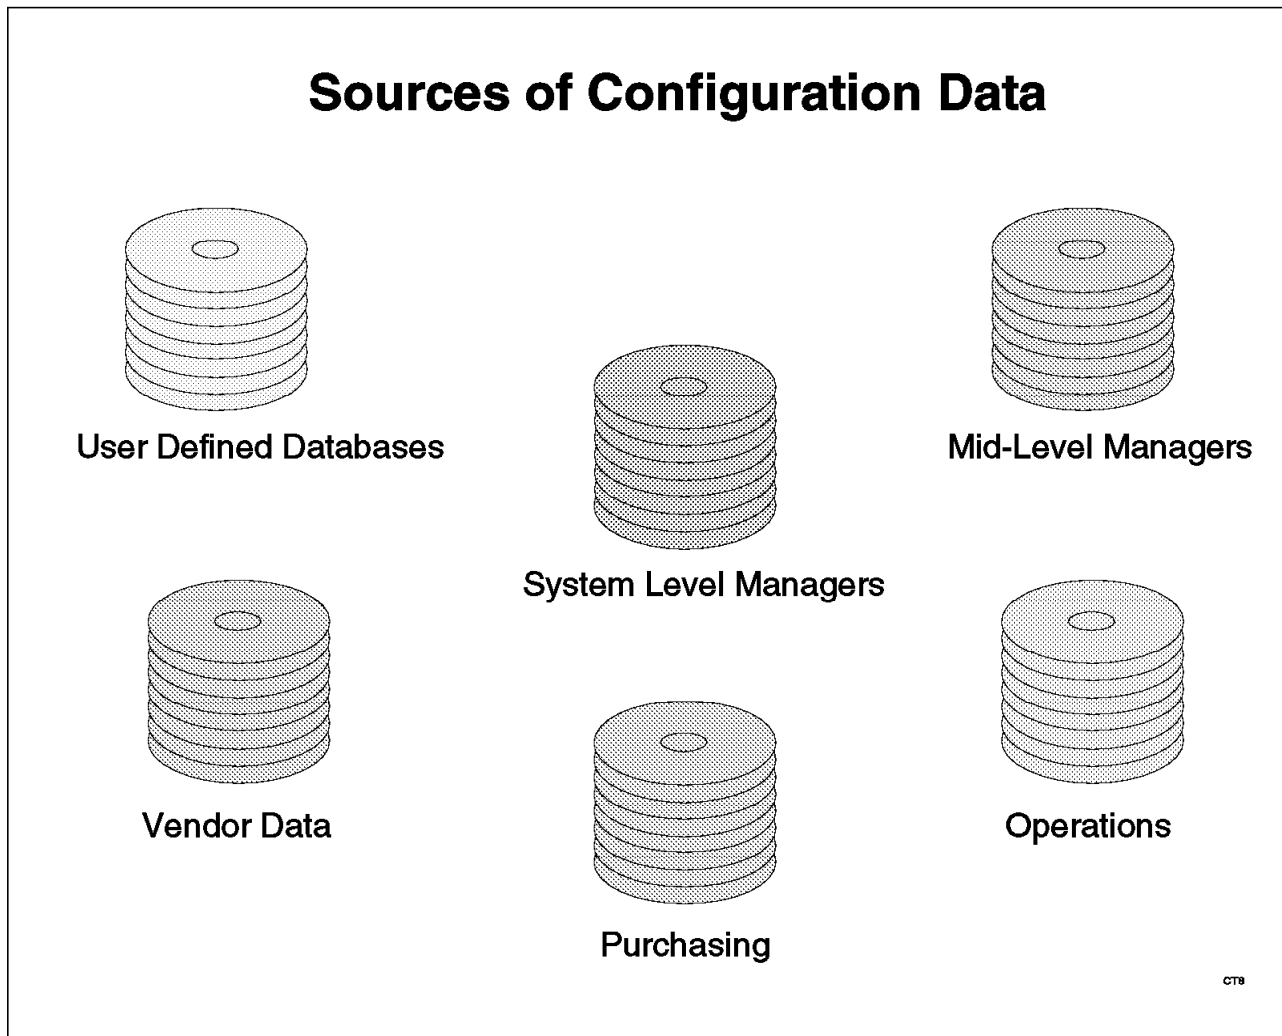 Sources of Configuration Data
User Defined Databases
Mid-Level Managers
System Level Managers
Vendor Data
Operations
Purchasing
CT8